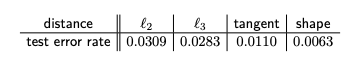 distance ℓ₂ ℓ₃ tangent shape
test error rate 0.0309 0.0283 0.0110 0.0063